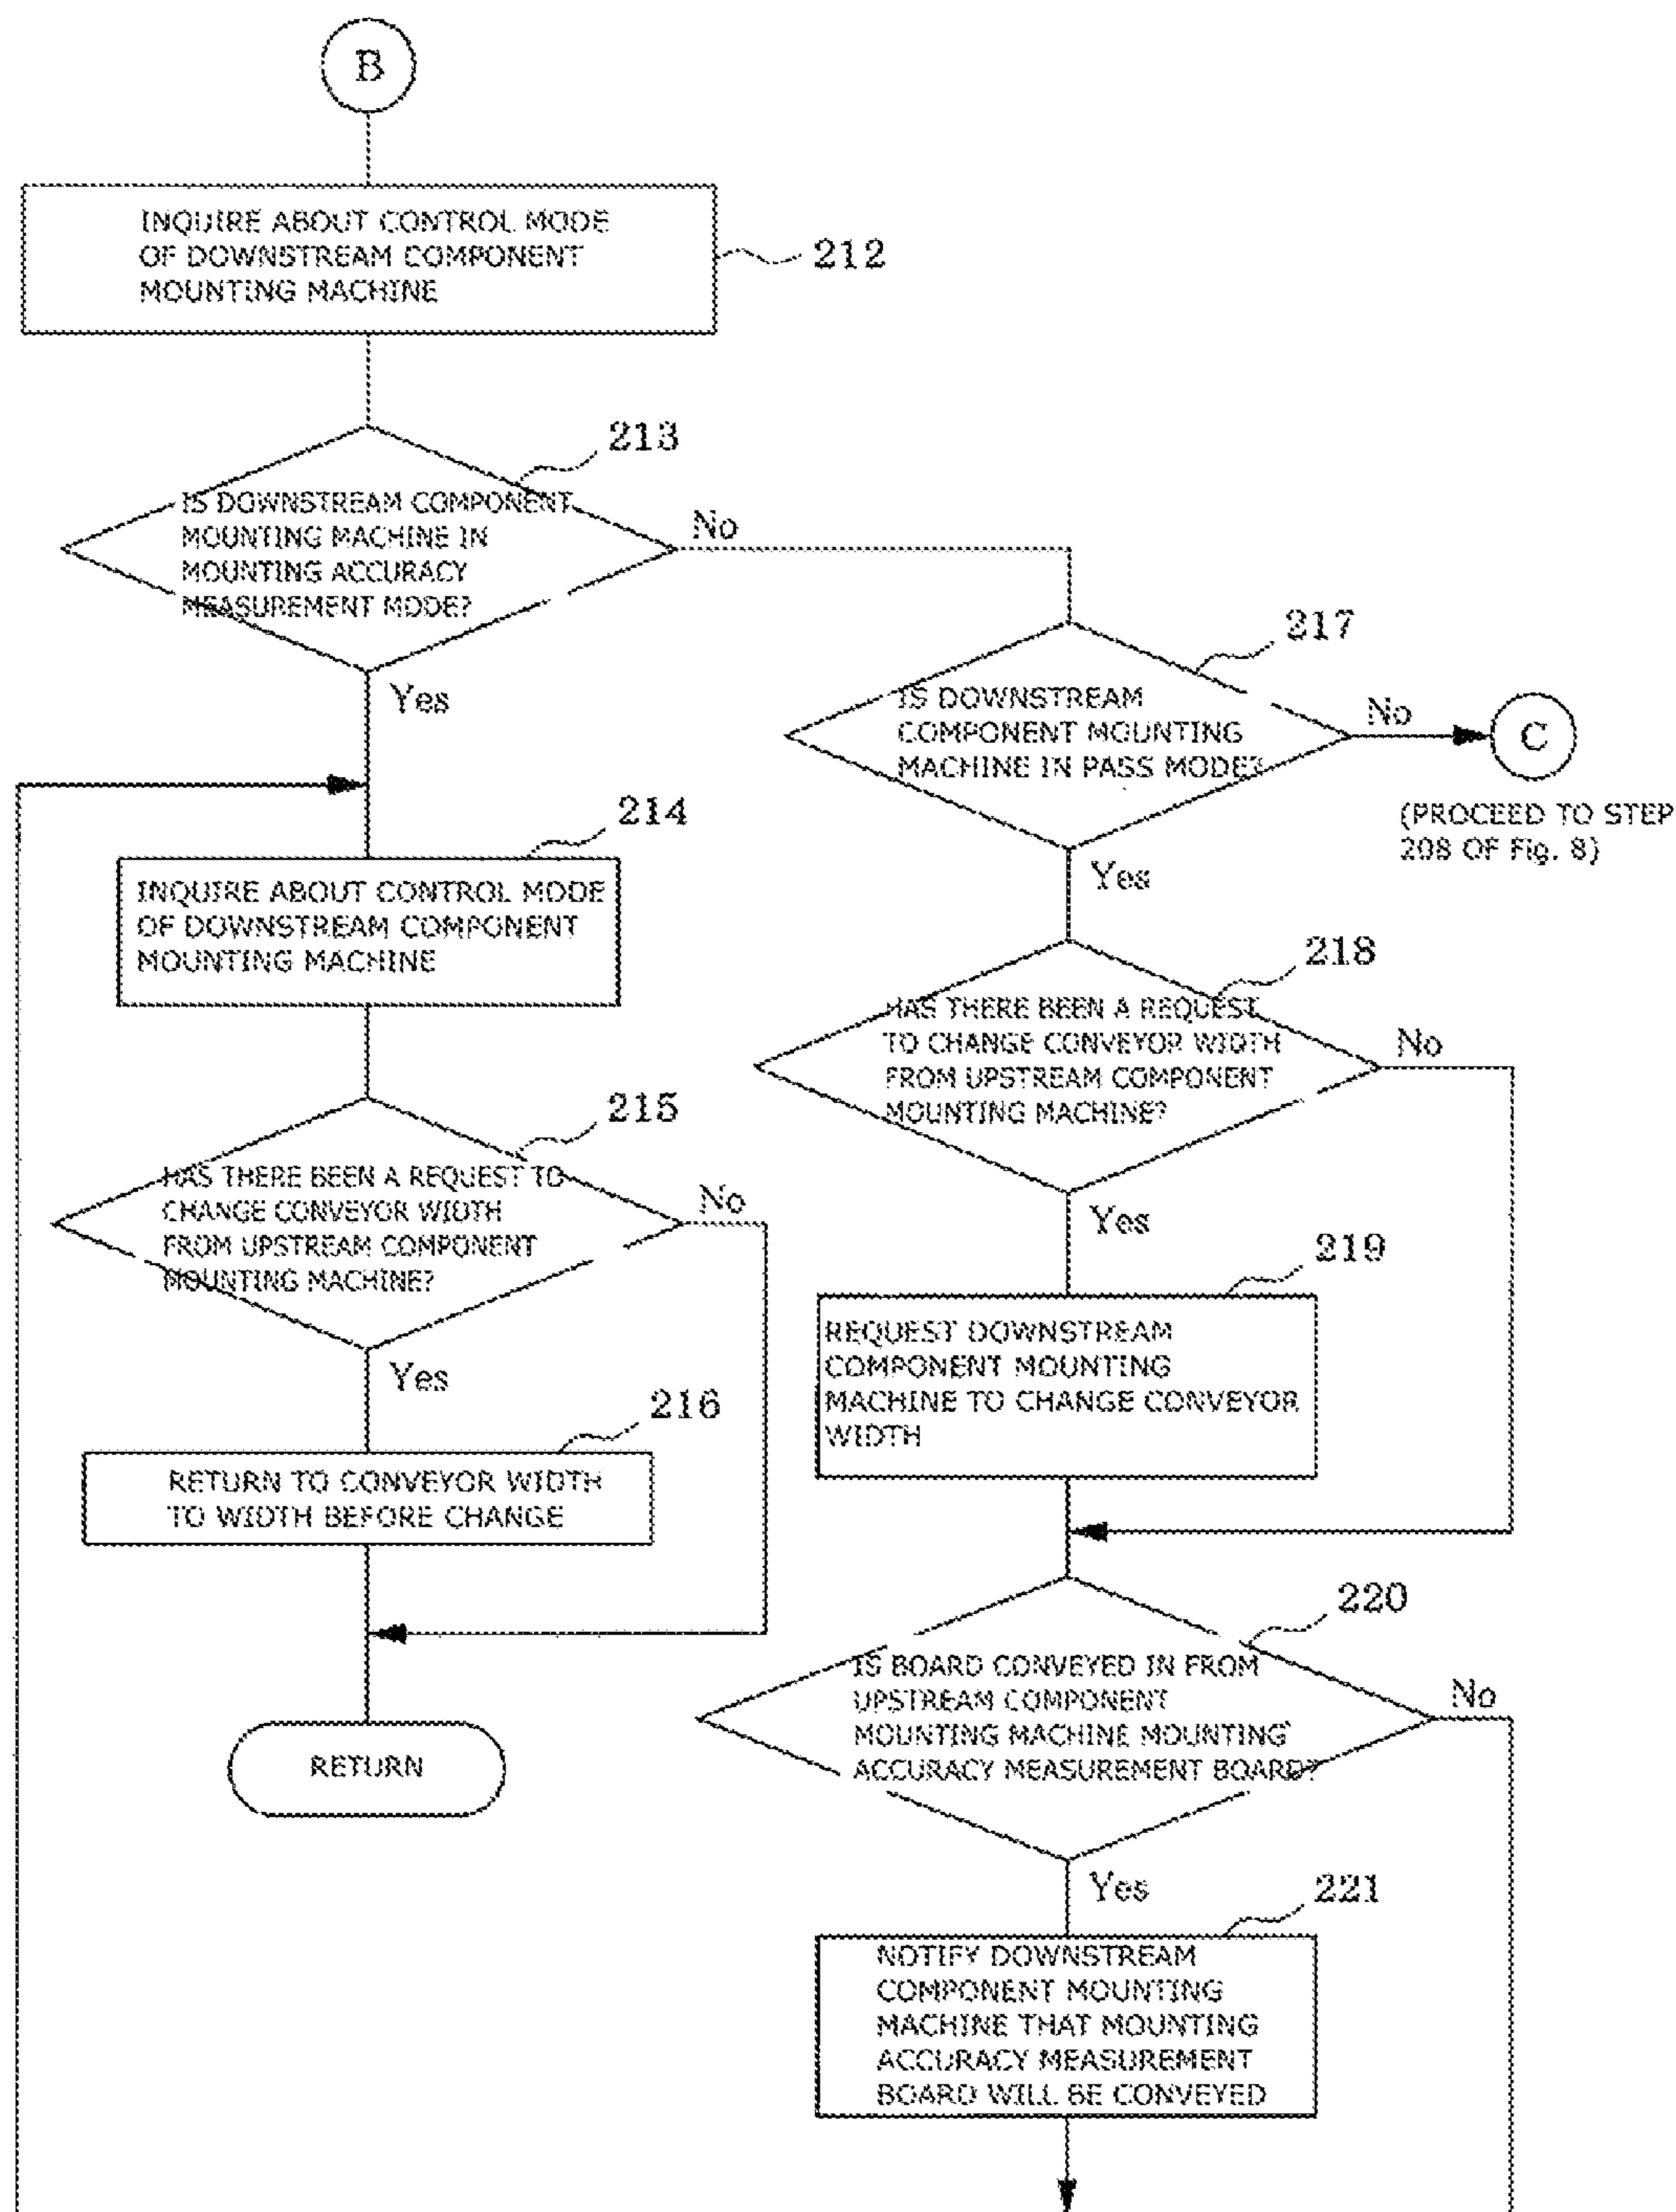 B
INQUIRE ABOUT CONTROL MODE
OF DOWNSTREAM COMPONENT
MOUNTING MACHINE
212
213
IS DOWNSTREAM COMPONENT
MOUNTING MACHINE IN
MOUNTING ACCURACY
MEASUREMENT MODE?
No
Yes
217
IS DOWNSTREAM
COMPONENT MOUNTING
MACHINE IN PASS MODE?
No
C
(PROCEED TO STEP
208 OF Fig. 8)
Yes
214
INQUIRE ABOUT CONTROL MODE
OF DOWNSTREAM COMPONENT
MOUNTING MACHINE
218
HAS THERE BEEN A REQUEST
TO CHANGE CONVEYOR WIDTH
FROM UPSTREAM COMPONENT
MOUNTING MACHINE?
No
Yes
215
HAS THERE BEEN A REQUEST TO
CHANGE CONVEYOR WIDTH
FROM UPSTREAM COMPONENT
MOUNTING MACHINE?
No
Yes
219
REQUEST DOWNSTREAM
COMPONENT MOUNTING
MACHINE TO CHANGE CONVEYOR
WIDTH
216
RETURN TO CONVEYOR WIDTH
TO WIDTH BEFORE CHANGE
RETURN
220
IS BOARD CONVEYED IN FROM
UPSTREAM COMPONENT
MOUNTING MACHINE MOUNTING
ACCURACY MEASUREMENT BOARD?
No
Yes
221
NOTIFY DOWNSTREAM
COMPONENT MOUNTING
MACHINE THAT MOUNTING
ACCURACY MEASUREMENT
BOARD WILL BE CONVEYED